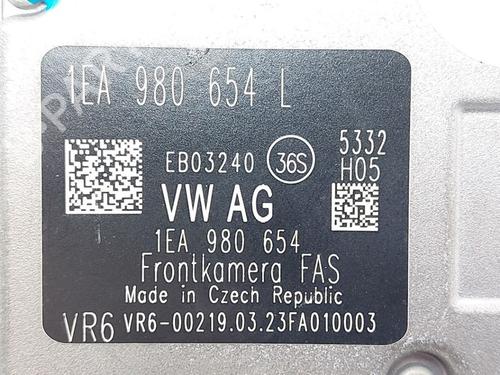 1EA 980 654 L
EB03240 36S 5332
H05
VW AG
1EA 980 654
Frontkamera FAS
Made in Czech Republic
VR6 VR6-00219.03.23FA010003